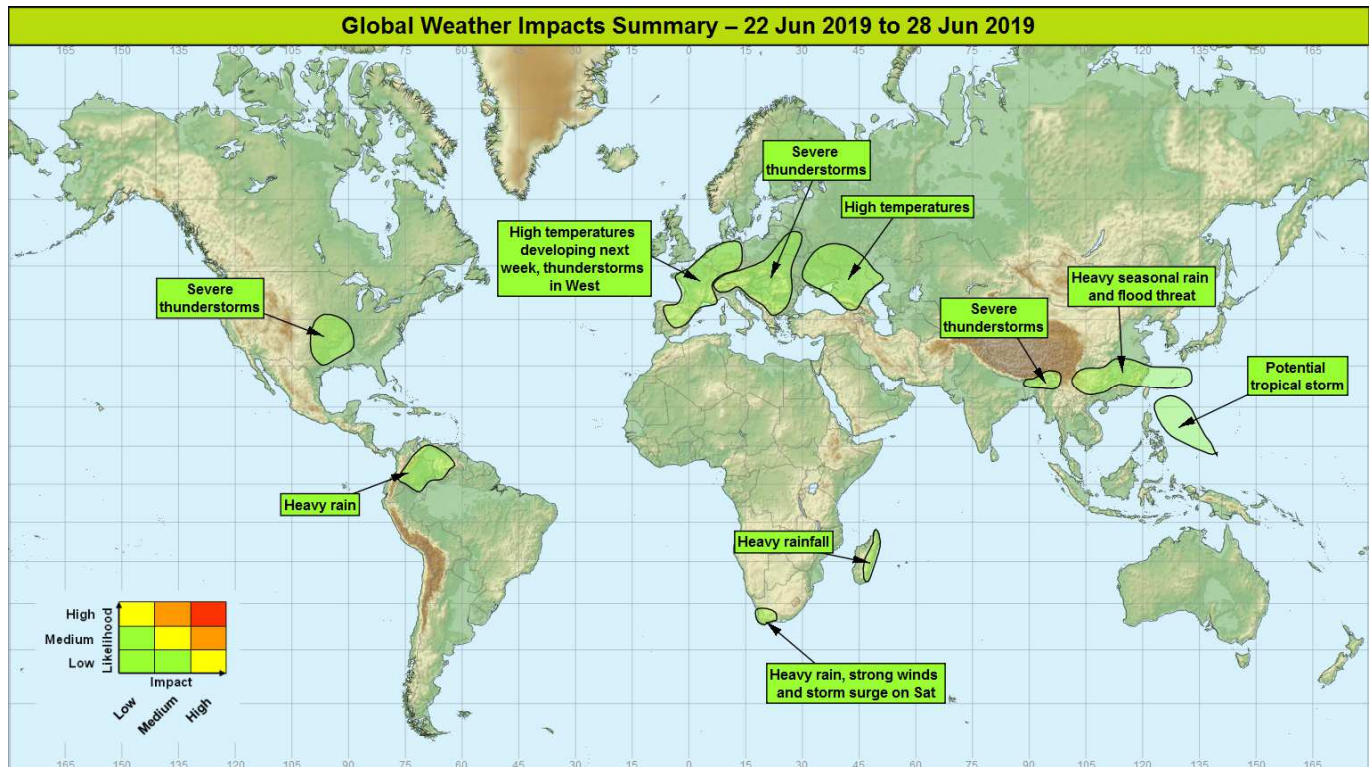 Global Weather Impacts Summary – 22 Jun 2019 to 28 Jun 2019
165 150 135 120 105 90 75 60 45 30 15 0 15 30 45 60 75 90 105 120 135 150 165
Severe
thunderstorms
High temperatures
High temperatures
developing next
week, thunderstorms
in West
Severe
thunderstorms
Heavy seasonal rain
and flood threat
Severe
thunderstorms
Potential
tropical storm
Heavy rain
Heavy rainfall
Heavy rain, strong winds
and storm surge on Sat
High
Medium
Low
Likelihood
Impact
Low
Medium
High
165 150 135 120 105 90 75 60 45 30 15 0 15 30 45 60 75 90 105 120 135 150 165